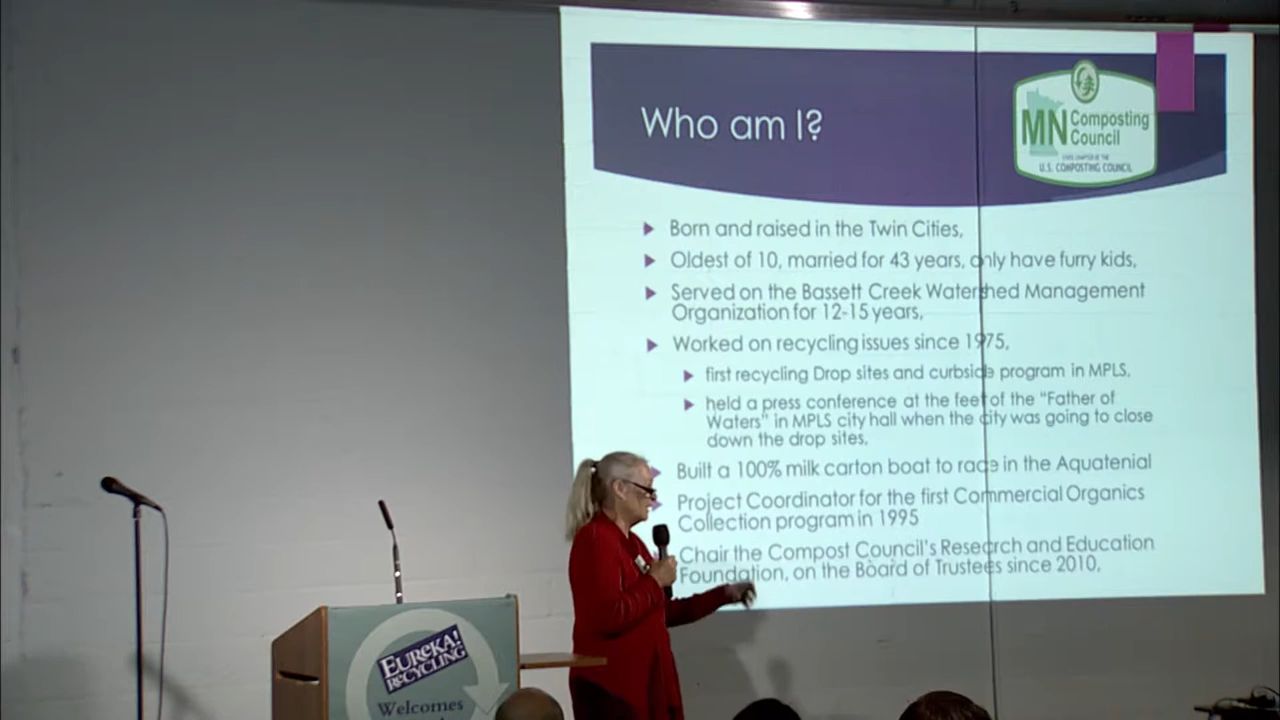 Who am I?
MN Composting
Council
STATE CHAPTER OF THE
U.S. COMPOSTING COUNCIL
Born and raised in the Twin Cities,
Oldest of 10, married for 43 years, only have furry kids,
Served on the Bassett Creek Watershed Management
Organization for 12-15 years,
Worked on recycling issues since 1975,
first recycling Drop sites and curbside program in MPLS,
held a press conference at the feet of the "Father of
Waters" in MPLS city hall when the city was going to close
down the drop sites.
Built a 100% milk carton boat to race in the Aquatenial
Project Coordinator for the first Commercial Organics
Collection program in 1995
Chair the Compost Council's Research and Education
Foundation, on the Board of Trustees since 2010,
EUREKA!
RECYCLING
Welcomes